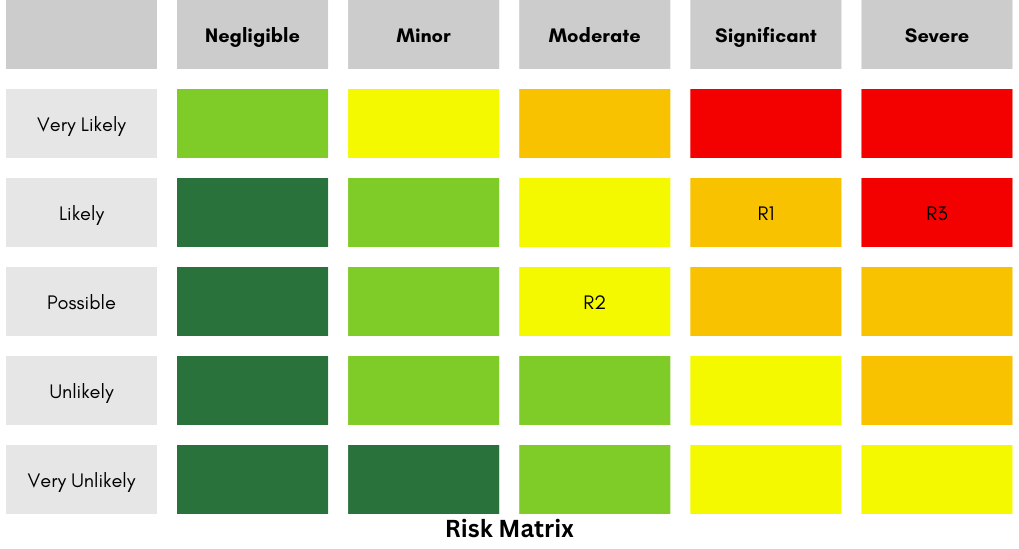 Negligible Minor Moderate Significant Severe
Very Likely
Likely R1 R3
Possible R2
Unlikely
Very Unlikely
Risk Matrix